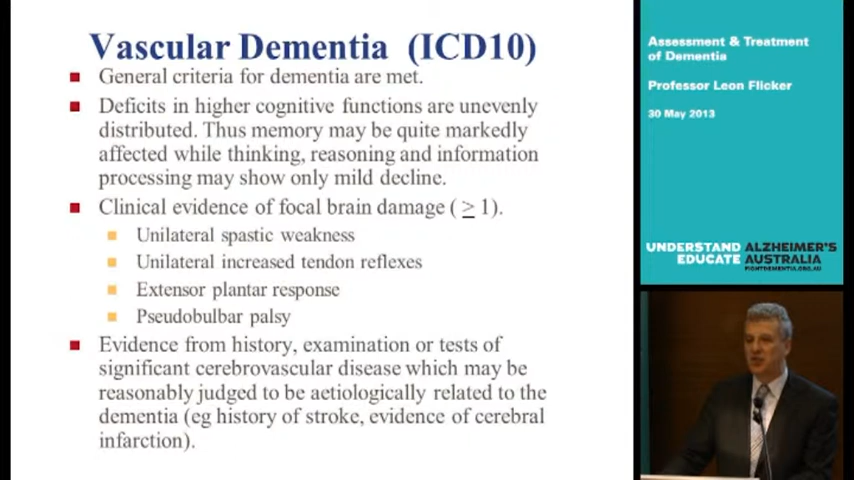 Vascular Dementia (ICD10)
General criteria for dementia are met.
Deficits in higher cognitive functions are unevenly
distributed. Thus memory may be quite markedly
affected while thinking, reasoning and information
processing may show only mild decline.
Clinical evidence of focal brain damage ( ≥ 1).
Unilateral spastic weakness
Unilateral increased tendon reflexes
Extensor plantar response
Pseudobulbar palsy
Evidence from history, examination or tests of
significant cerebrovascular disease which may be
reasonably judged to be aetiologically related to the
dementia (eg history of stroke, evidence of cerebral
infarction).
Assessment & Treatment
of Dementia
Professor Leon Flicker
30 May 2013
UNDERSTAND ALZHEIMER'S
EDUCATE AUSTRALIA
FIGHTDEMENTIA.ORG.AU